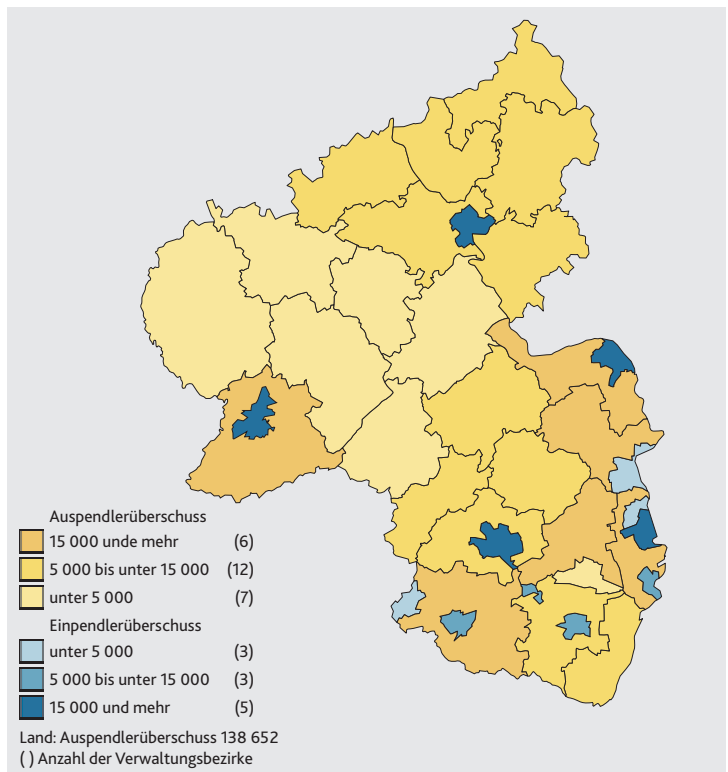 Auspendlerüberschuss
15 000 unde mehr (6)
5 000 bis unter 15 000 (12)
unter 5 000 (7)
Einpendlerüberschuss
unter 5 000 (3)
5 000 bis unter 15 000 (3)
15 000 und mehr (5)
Land: Auspendlerüberschuss 138 652
( ) Anzahl der Verwaltungsbezirke